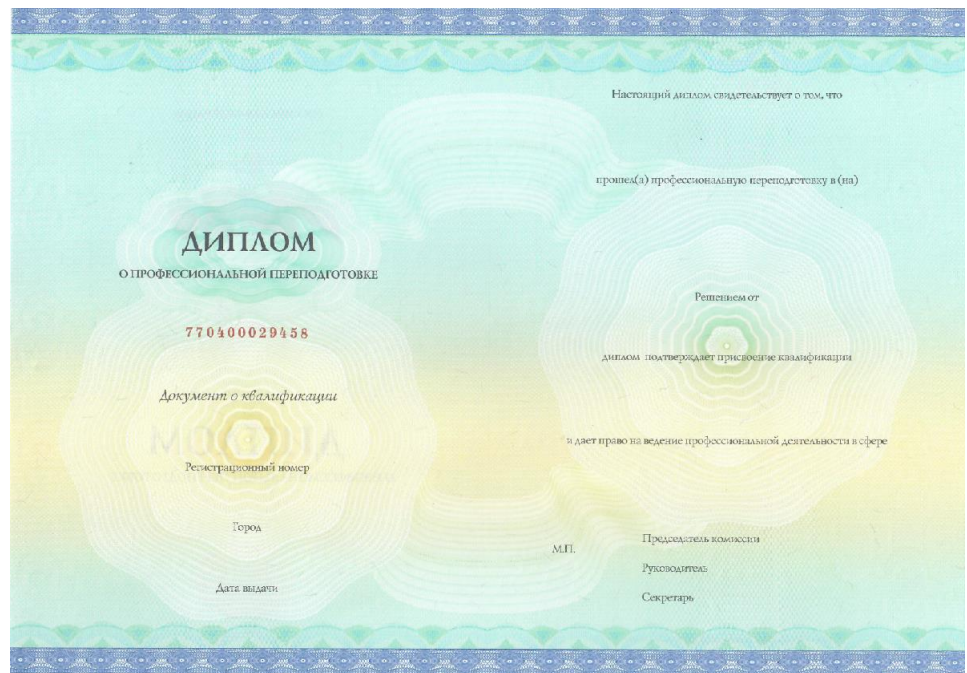 ДИПЛОМ
О ПРОФЕССИОНАЛЬНОЙ ПЕРЕПОДГОТОВКЕ
770400029458
Документ о квалификации
Регистрационный номер
Город
Дата выдачи
Настоящий диплом свидетельствует о том, что
прошел(а) профессиональную переподготовку в (на)
Решением от
диплом подтверждает присвоение квалификации
и дает право на ведение профессиональной деятельности в сфере
М.П.
Председатель комиссии
Руководитель
Секретарь